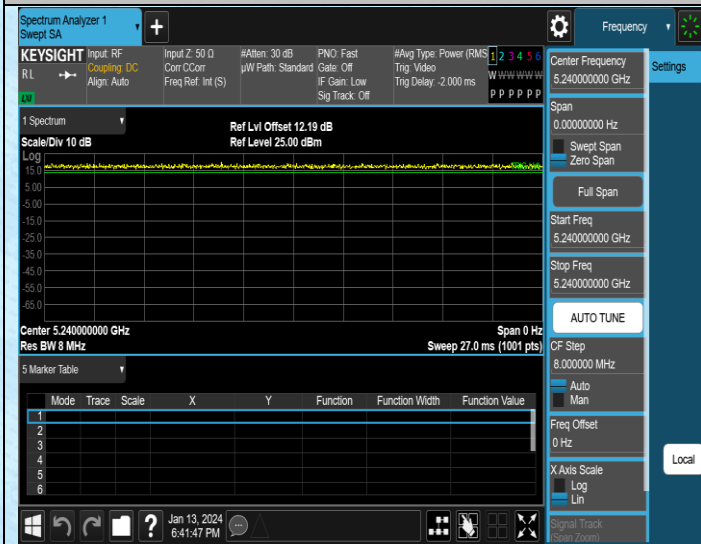 Spectrum Analyzer 1
Swept SA
Frequency
KEYSIGHT
RL
LXI
Input: RF
Coupling: DC
Align: Auto
Input Z: 50 Ω
Corr CCorr
Freq Ref: Int (S)
#Atten: 30 dB
µW Path: Standard
PNO: Fast
Gate: Off
IF Gain: Low
Sig Track: Off
#Avg Type: Power (RMS
Trig: Video
Trig Delay: -2.000 ms
1 2 3 4 5 6
W W W W W W
P P P P P P
1 Spectrum
Scale/Div 10 dB
Ref Lvl Offset 12.19 dB
Ref Level 25.00 dBm
Log
15.0
5.00
-5.00
-15.0
-25.0
-35.0
-45.0
-55.0
-65.0
Center 5.240000000 GHz
Res BW 8 MHz
Span 0 Hz
Sweep 27.0 ms (1001 pts)
5 Marker Table
Mode Trace Scale X Y Function Function Width Function Value
1
2
3
4
5
6
Jan 13, 2024
6:41:47 PM
Center Frequency
5.240000000 GHz
Span
0.00000000 Hz
Swept Span
Zero Span
Full Span
Start Freq
5.240000000 GHz
Stop Freq
5.240000000 GHz
AUTO TUNE
CF Step
8.000000 MHz
Auto
Man
Freq Offset
0 Hz
X Axis Scale
Log
Lin
Signal Track
(Span Zoom)
Settings
Local